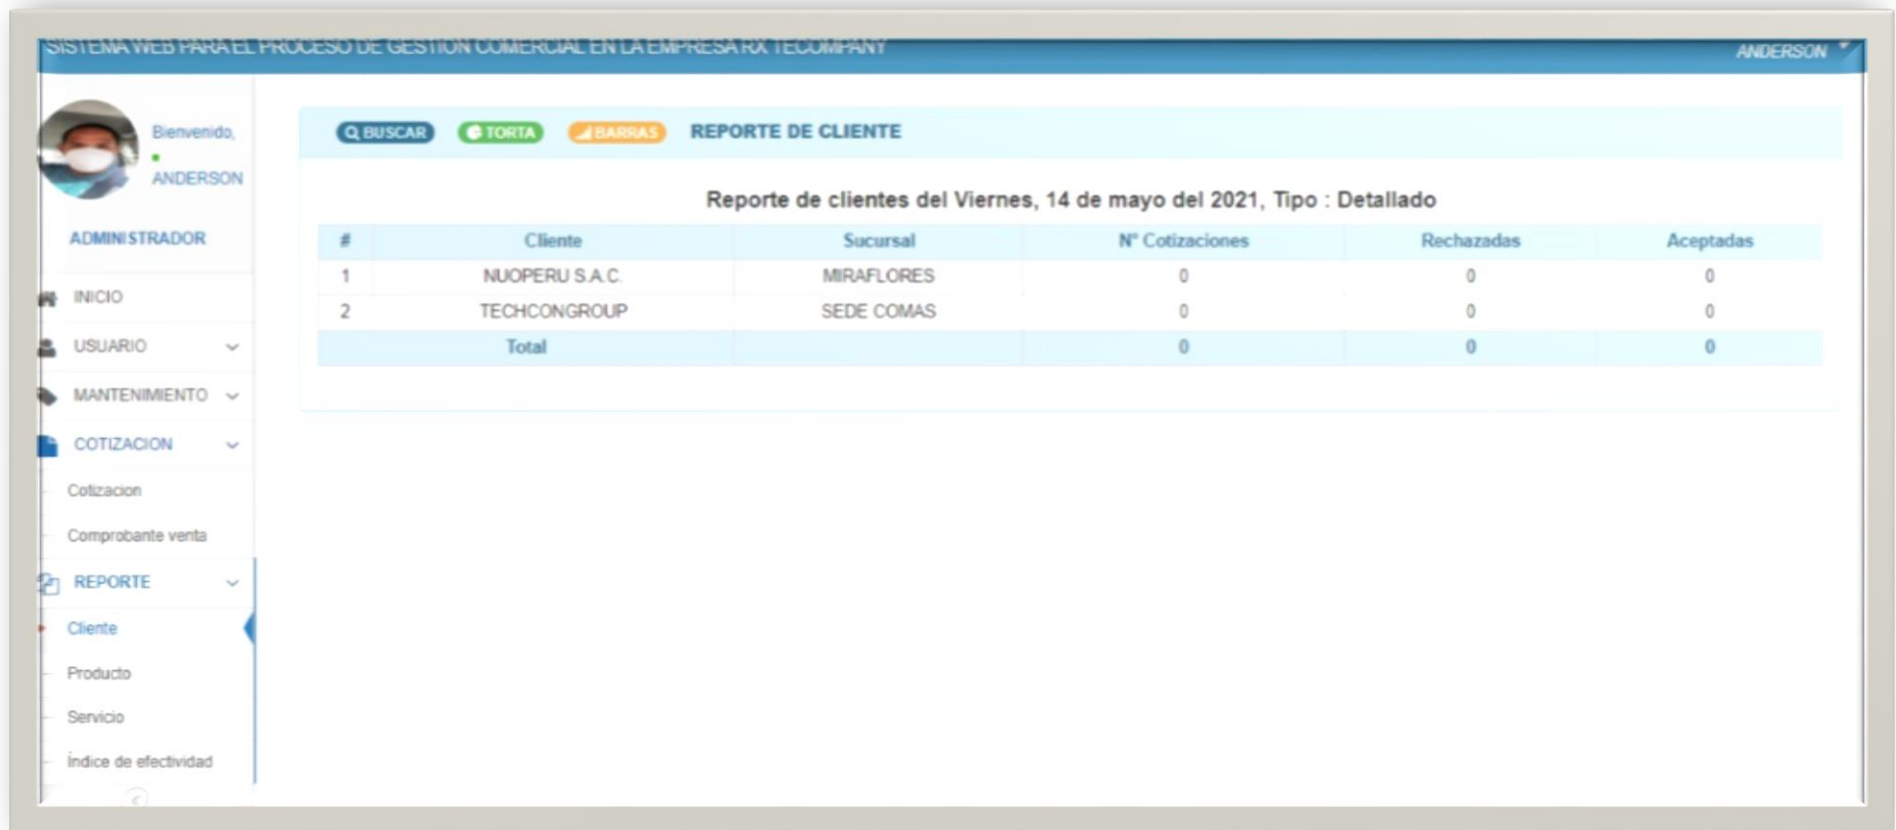 SISTEMA WEB PARA EL PROCESO DE GESTION COMERCIAL EN LA EMPRESA RX TECOMPANY
ANDERSON
Bienvenido,
ANDERSON
ADMINISTRADOR
INICIO
USUARIO
MANTENIMIENTO
COTIZACION
Cotizacion
Comprobante venta
REPORTE
Cliente
Producto
Servicio
Índice de efectividad
BUSCAR TORTA BARRAS REPORTE DE CLIENTE
Reporte de clientes del Viernes, 14 de mayo del 2021, Tipo : Detallado
# Cliente Sucursal N° Cotizaciones Rechazadas Aceptadas
1 NUOPERU S.A.C. MIRAFLORES 0 0 0
2 TECHCONGROUP SEDE COMAS 0 0 0
Total 0 0 0